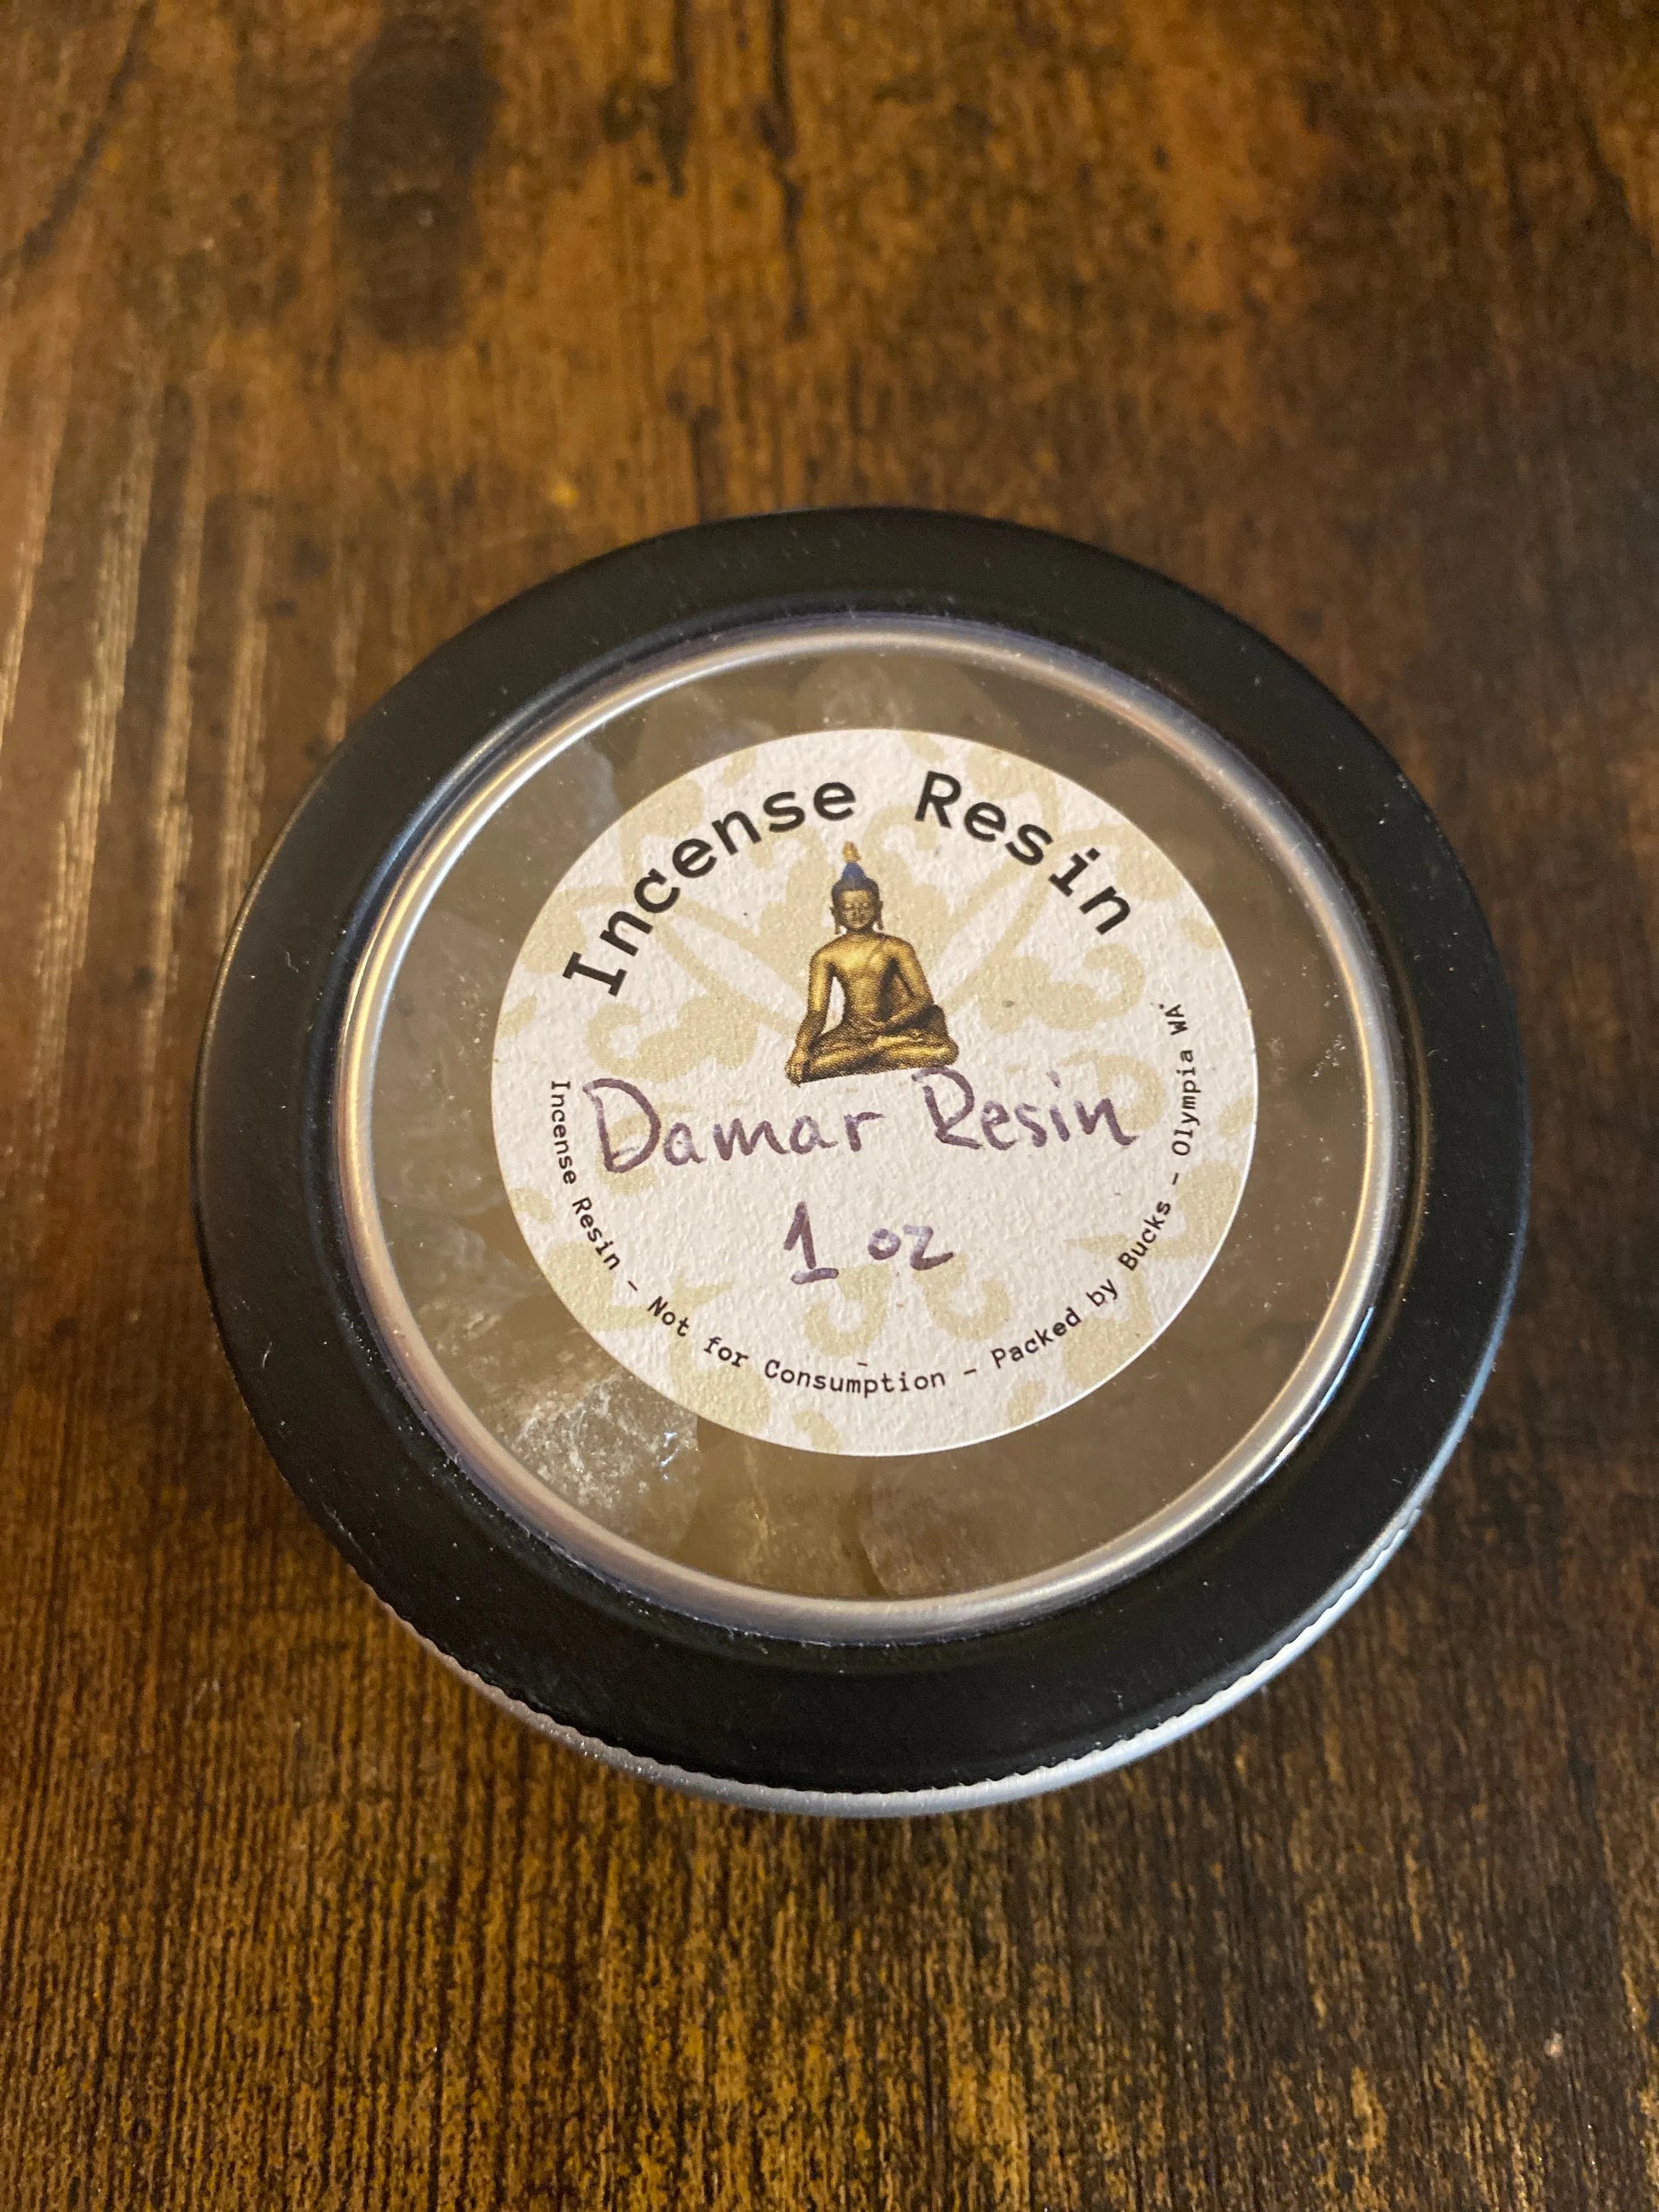 Incense Resin
Damar Resin
1 oz
Incense Resin - Not for Consumption - Packed by Bucks - Olympia WA